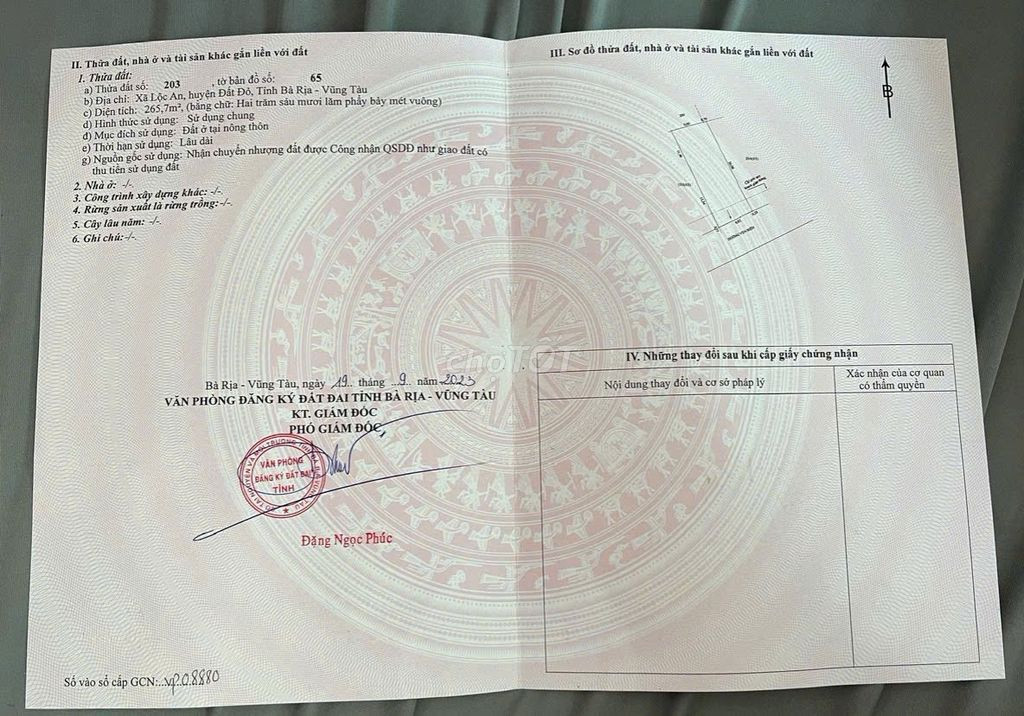 II. Thửa đất, nhà ở và tài sản khác gắn liền với đất
1. Thửa đất:
a) Thửa đất số: 203 , tờ bản đồ số: 65
b) Địa chỉ: Xã Lộc An, huyện Đất Đỏ, Tỉnh Bà Rịa - Vũng Tàu
c) Diện tích: 265,7m², (bằng chữ: Hai trăm sáu mươi lăm phẩy bảy mét vuông)
d) Hình thức sử dụng: Sử dụng chung
đ) Mục đích sử dụng: Đất ở tại nông thôn
e) Thời hạn sử dụng: Lâu dài
g) Nguồn gốc sử dụng: Nhận chuyển nhượng đất được Công nhận QSDĐ như giao đất có
thu tiền sử dụng đất
2. Nhà ở: -/-.
3. Công trình xây dựng khác: -/-.
4. Rừng sản xuất là rừng trồng:-/-.
5. Cây lâu năm: -/-.
6. Ghi chú:-/-.
Bà Rịa - Vũng Tàu, ngày 19.. tháng ..9.. năm 2023
VĂN PHÒNG ĐĂNG KÝ ĐẤT ĐAI TỈNH BÀ RỊA - VŨNG TÀU
KT. GIÁM ĐỐC
PHÓ GIÁM ĐỐC
VĂN PHÒNG
ĐĂNG KÝ ĐẤT ĐAI
TỈNH
Đặng Ngọc Phúc
Số vào sổ cấp GCN:..VP.08880
III. Sơ đồ thửa đất, nhà ở và tài sản khác gắn liền với đất
B
chợTỐT
IV. Những thay đổi sau khi cấp giấy chứng nhận
Nội dung thay đổi và cơ sở pháp lý
Xác nhận của cơ quan
có thẩm quyền